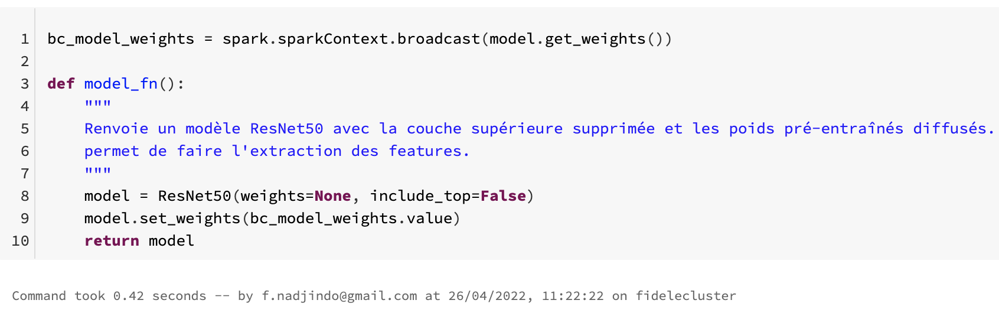 1 bc_model_weights = spark.sparkContext.broadcast(model.get_weights())
2
3 def model_fn():
4     """
5     Renvoie un modèle ResNet50 avec la couche supérieure supprimée et les poids pré-entraînés diffusés.
6     permet de faire l'extraction des features.
7     """
8     model = ResNet50(weights=None, include_top=False)
9     model.set_weights(bc_model_weights.value)
10     return model
Command took 0.42 seconds -- by f.nadjindo@gmail.com at 26/04/2022, 11:22:22 on fidelecluster